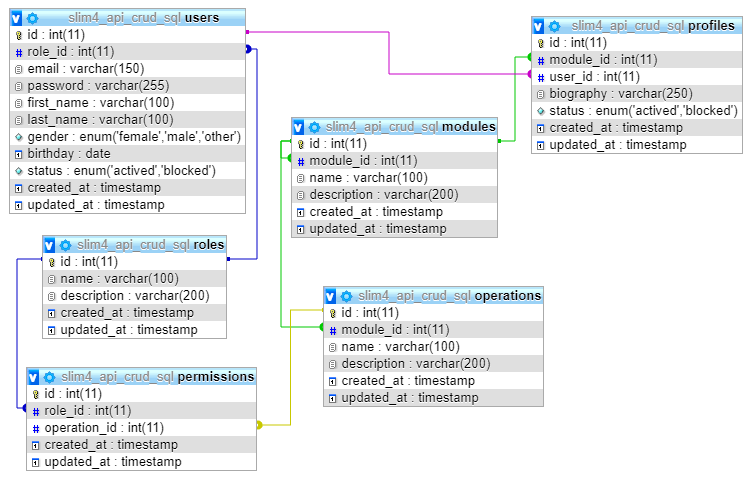 slim4_api_crud_sql users
id : int(11)
role_id : int(11)
email : varchar(150)
password : varchar(255)
first_name : varchar(100)
last_name : varchar(100)
gender : enum('female','male','other')
birthday : date
status : enum('actived','blocked')
created_at : timestamp
updated_at : timestamp
slim4_api_crud_sql profiles
id : int(11)
module_id : int(11)
user_id : int(11)
biography : varchar(250)
status : enum('actived','blocked')
created_at : timestamp
updated_at : timestamp
slim4_api_crud_sql modules
id : int(11)
module_id : int(11)
name : varchar(100)
description : varchar(200)
created_at : timestamp
updated_at : timestamp
slim4_api_crud_sql roles
id : int(11)
name : varchar(100)
description : varchar(200)
created_at : timestamp
updated_at : timestamp
slim4_api_crud_sql operations
id : int(11)
module_id : int(11)
name : varchar(100)
description : varchar(200)
created_at : timestamp
updated_at : timestamp
slim4_api_crud_sql permissions
id : int(11)
role_id : int(11)
operation_id : int(11)
created_at : timestamp
updated_at : timestamp